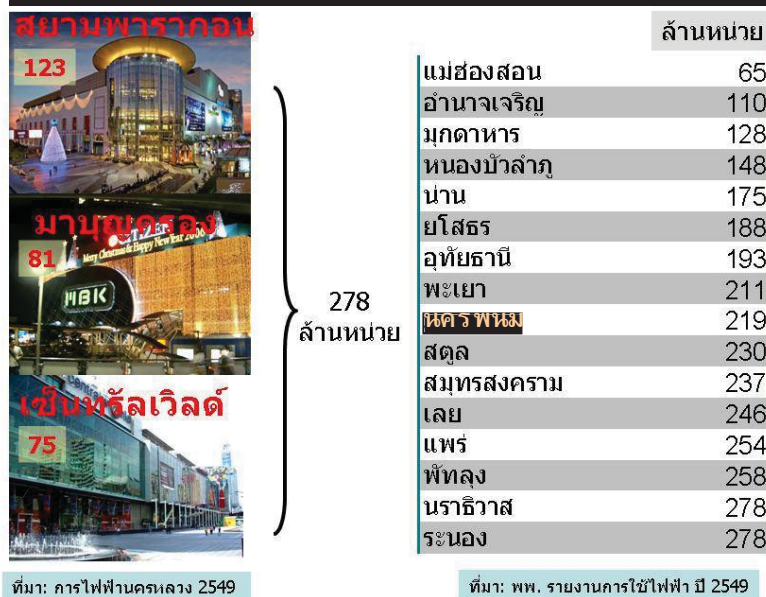 สยามพารากอน
123
มาบุญครอง
CITIZEN
Merry Christmas & Happy New Year 2006
81
MBK
เซ็นทรัลเวิลด์
75
278
ล้านหน่วย
ล้านหน่วย
แม่ฮ่องสอน 65
อำนาจเจริญ 110
มุกดาหาร 128
หนองบัวลำภู 148
น่าน 175
ยโสธร 188
อุทัยธานี 193
พะเยา 211
นครพนม 219
สตูล 230
สมุทรสงคราม 237
เลย 246
แพร่ 254
พัทลุง 258
นราธิวาส 278
ระนอง 278
ที่มา: การไฟฟ้านครหลวง 2549
ที่มา: พพ. รายงานการใช้ไฟฟ้า ปี 2549